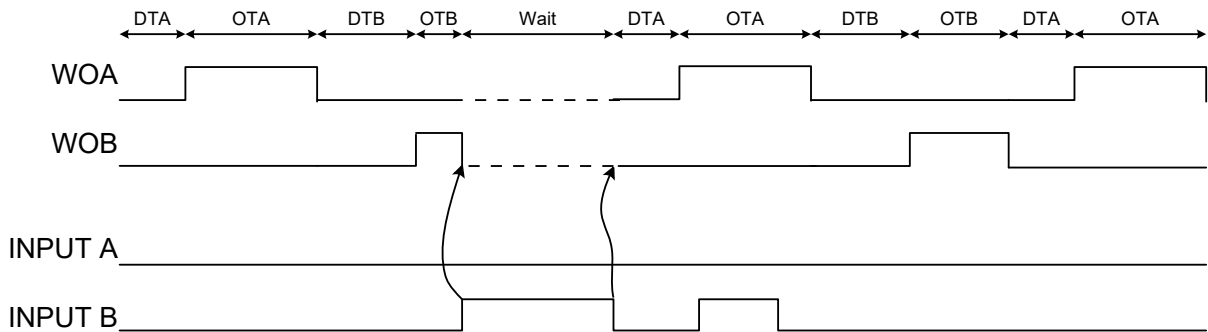 DTA OTA DTB OTB Wait DTA OTA DTB OTB DTA OTA
WOA
WOB
INPUT A
INPUT B